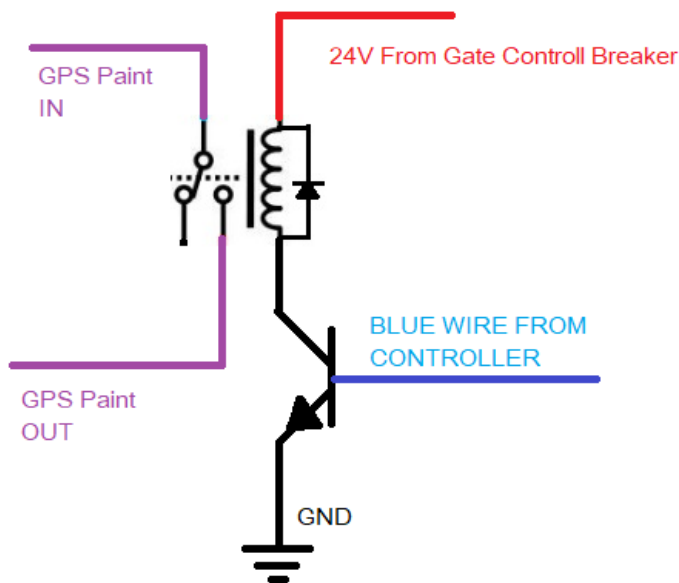 24V From Gate Controll Breaker
GPS Paint
IN
BLUE WIRE FROM
CONTROLLER
GPS Paint
OUT
GND